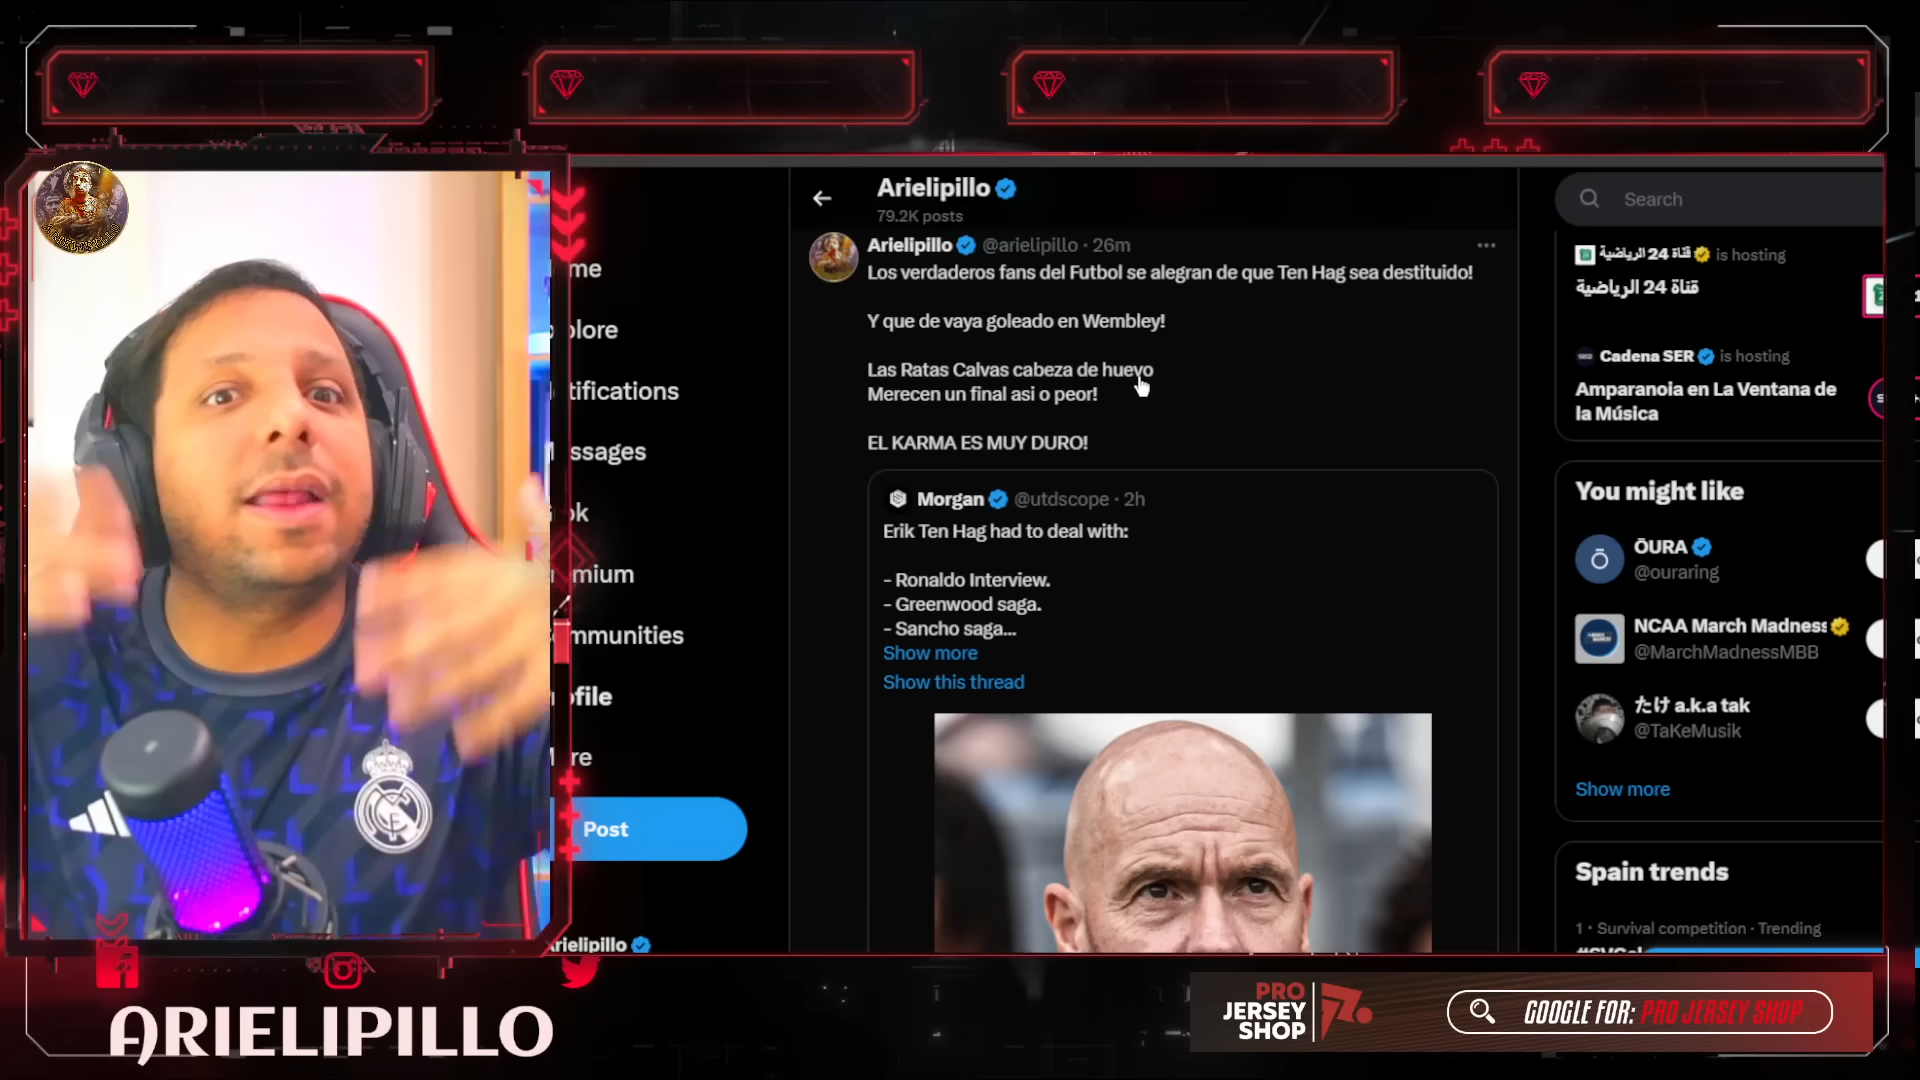 Arielipillo
79.2K posts
Search
Arielipillo @arielipillo · 26m
Los verdaderos fans del Futbol se alegran de que Ten Hag sea destituido!
Y que de vaya goleado en Wembley!
Las Ratas Calvas cabeza de huevo
Merecen un final asi o peor!
EL KARMA ES MUY DURO!
Morgan @utdscope · 2h
Erik Ten Hag had to deal with:
- Ronaldo Interview.
- Greenwood saga.
- Sancho saga...
Show more
Show this thread
me
plore
tifications
ssages
ok
mium
mmunities
ofile
re
Post
rielipillo
قناة 24 الرياضية is hosting
قناة 24 الرياضية
Cadena SER is hosting
Amparanoia en La Ventana de
la Música
You might like
ŌURA
@ouraring
NCAA March Madness
@MarchMadnessMBB
たけ a.k.a tak
@TaKeMusik
Show more
Spain trends
1 · Survival competition · Trending
ARIELIPILLO
PRO
JERSEY
SHOP
GOOGLE FOR: PRO JERSEY SHOP